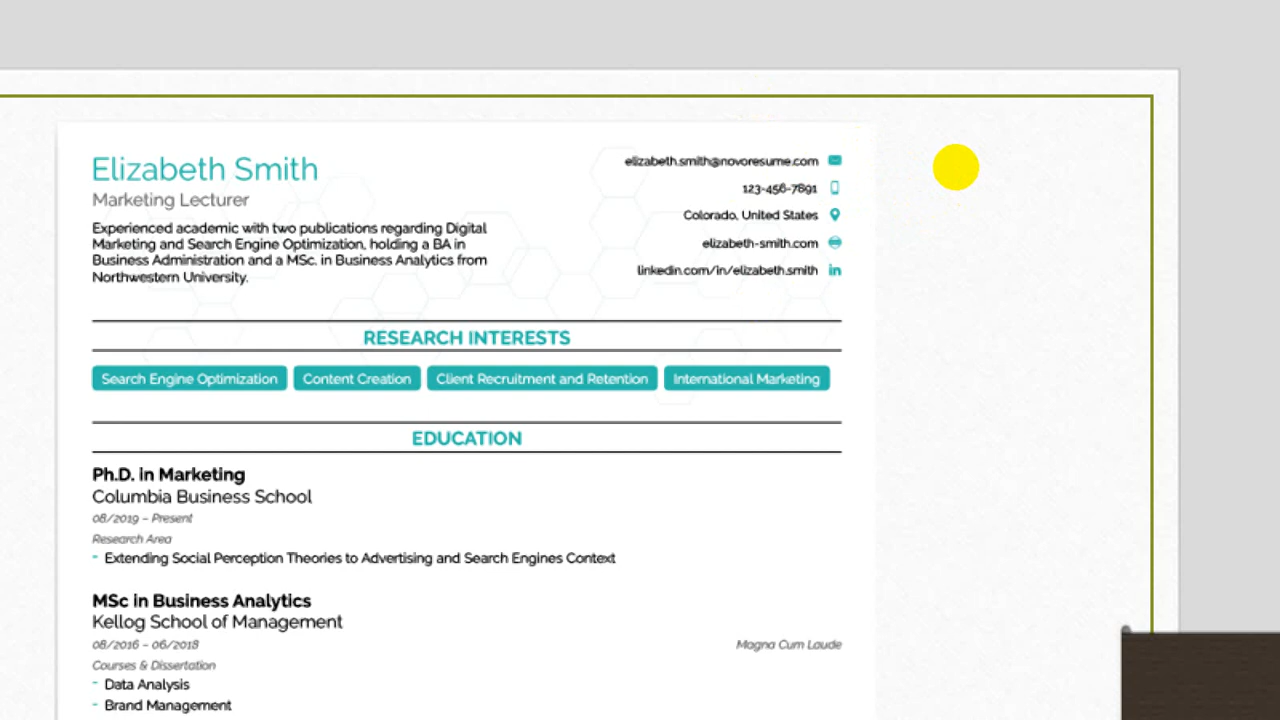 Elizabeth Smith
Marketing Lecturer
Experienced academic with two publications regarding Digital
Marketing and Search Engine Optimization, holding a BA in
Business Administration and a MSc. in Business Analytics from
Northwestern University.
elizabeth.smith@novoresume.com
123-456-7891
Colorado, United States
elizabeth-smith.com
linkedin.com/in/elizabeth.smith
RESEARCH INTERESTS
Search Engine Optimization Content Creation Client Recruitment and Retention International Marketing
EDUCATION
Ph.D. in Marketing
Columbia Business School
08/2019 – Present
Research Area
- Extending Social Perception Theories to Advertising and Search Engines Context
MSc in Business Analytics
Kellog School of Management
08/2016 – 06/2018 Magna Cum Laude
Courses & Dissertation
- Data Analysis
- Brand Management